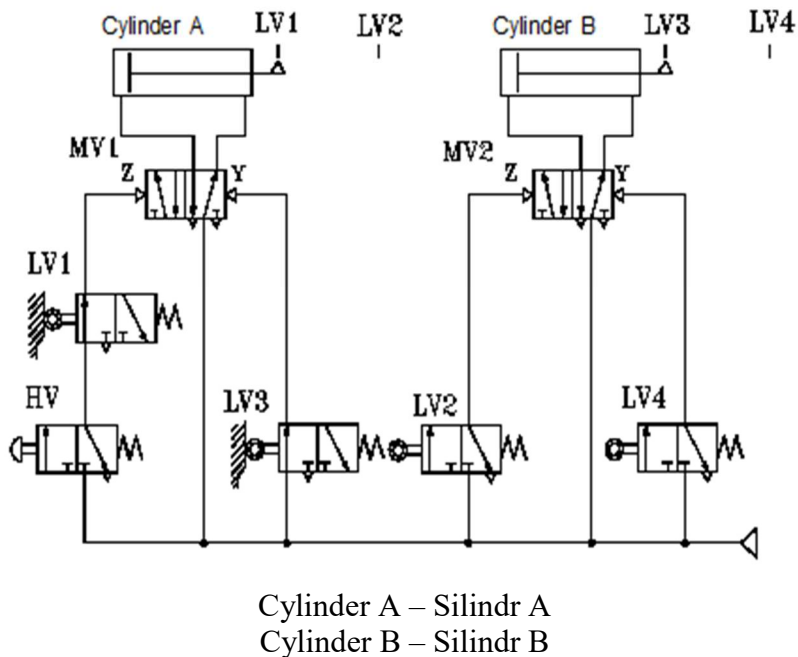 Cylinder A
LV1
LV2
Cylinder B
LV3
LV4
MV1
Z
Y
MV2
Z
Y
LV1
HV
LV3
LV2
LV4
Cylinder A – Silindr A
Cylinder B – Silindr B